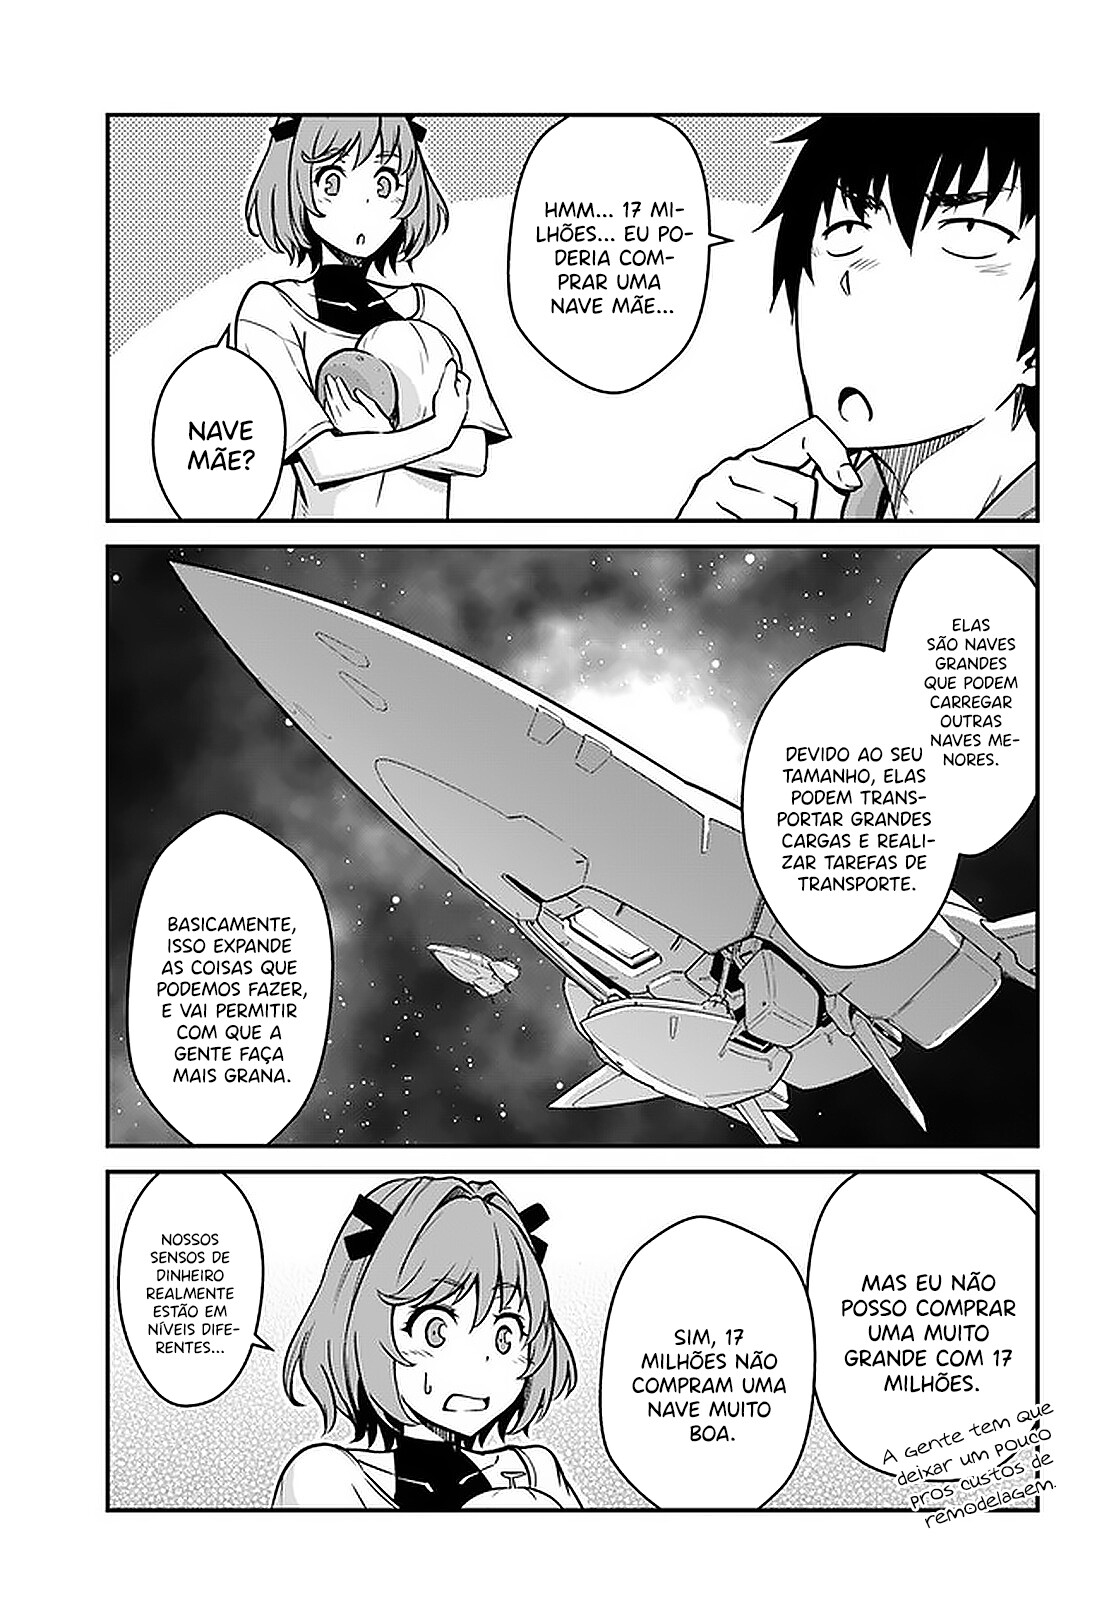 HMM... 17 MI-
LHÕES... EU PO-
DERIA COM-
PRAR UMA
NAVE MÃE...
NAVE
MÃE?
ELAS
SÃO NAVES
GRANDES
QUE PODEM
CARREGAR
OUTRAS
NAVES ME-
NORES.
DEVIDO AO SEU
TAMANHO, ELAS
PODEM TRANS-
PORTAR GRANDES
CARGAS E REALI-
ZAR TAREFAS DE
TRANSPORTE.
BASICAMENTE,
ISSO EXPANDE
AS COISAS QUE
PODEMOS FAZER,
E VAI PERMITIR
COM QUE A
GENTE FAÇA
MAIS GRANA.
MAS EU NÃO
POSSO COMPRAR
UMA MUITO
GRANDE COM 17
MILHÕES.
A gente tem que
deixar um pouco
pros custos de
remodelagem.
SIM, 17
MILHÕES NÃO
COMPRAM UMA
NAVE MUITO
BOA.
NOSSOS
SENSOS DE
DINHEIRO
REALMENTE
ESTÃO EM
NÍVEIS DIFE-
RENTES...